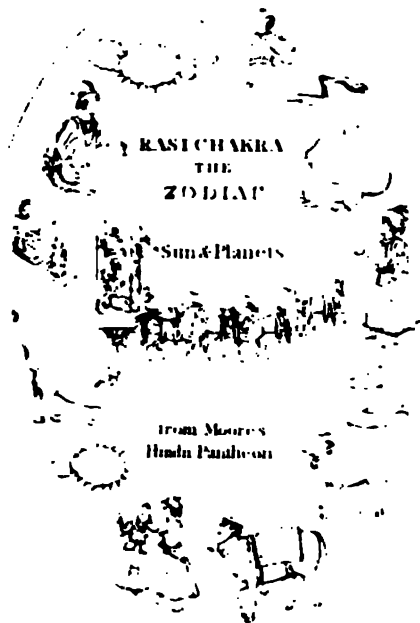 RASI CHAKRA
THE
ZODIAC
Sun & Planets
from Moore's
Hindu Pantheon